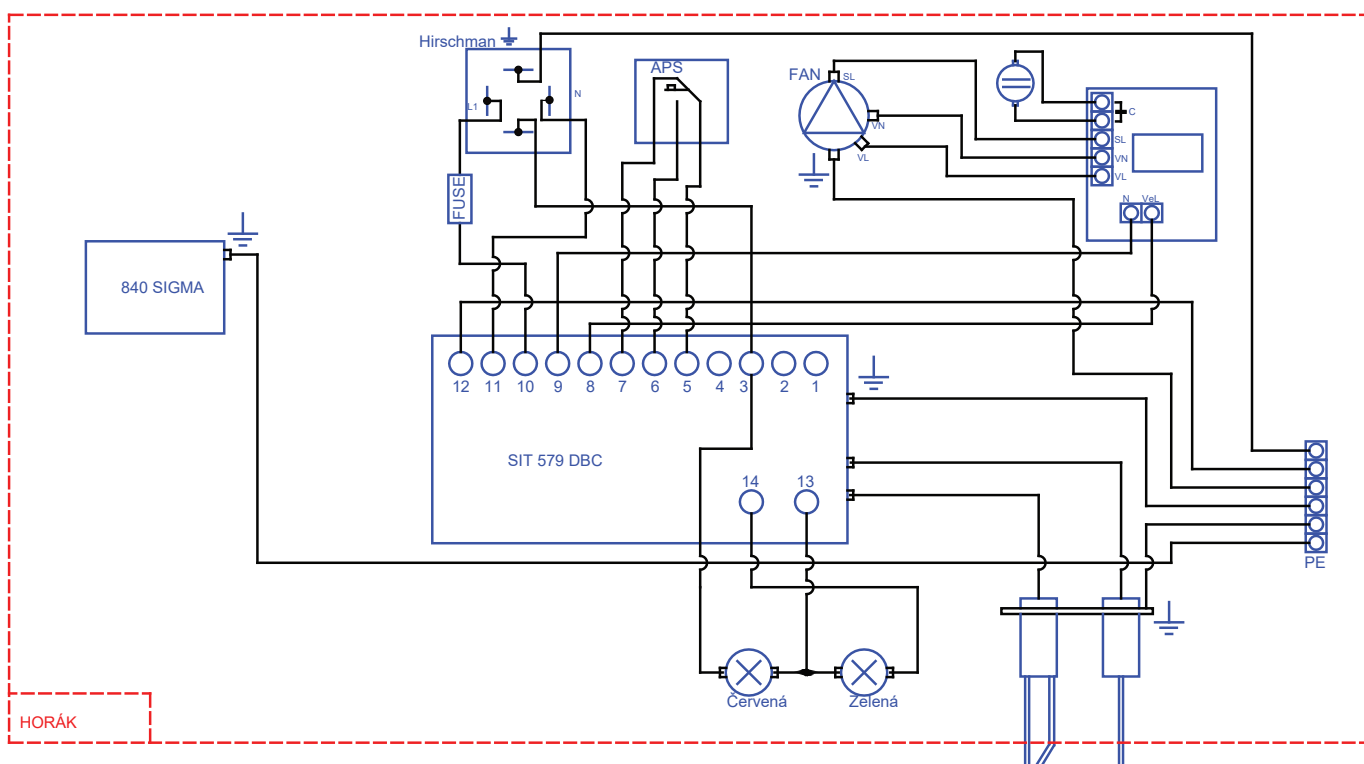 Hirschman
L1
N
APS
FAN
SL
VN
VL
C
SL
VN
VL
N VeL
FUSE
840 SIGMA
12 11 10 9 8 7 6 5 4 3 2 1
SIT 579 DBC
14 13
PE
Červená
Zelená
HORÁK